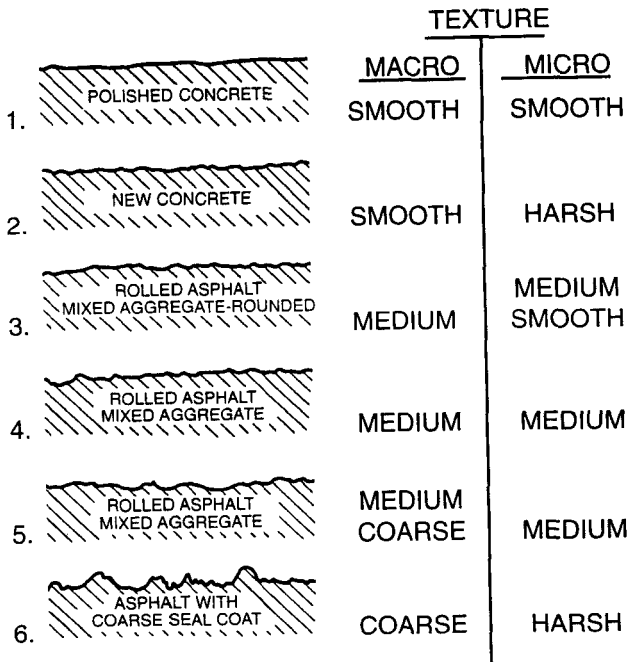 TEXTURE
MACRO MICRO
1. POLISHED CONCRETE SMOOTH SMOOTH
2. NEW CONCRETE SMOOTH HARSH
3. ROLLED ASPHALT
MIXED AGGREGATE-ROUNDED MEDIUM MEDIUM
SMOOTH
4. ROLLED ASPHALT
MIXED AGGREGATE MEDIUM MEDIUM
5. ROLLED ASPHALT
MIXED AGGREGATE MEDIUM
COARSE MEDIUM
6. ASPHALT WITH
COARSE SEAL COAT COARSE HARSH